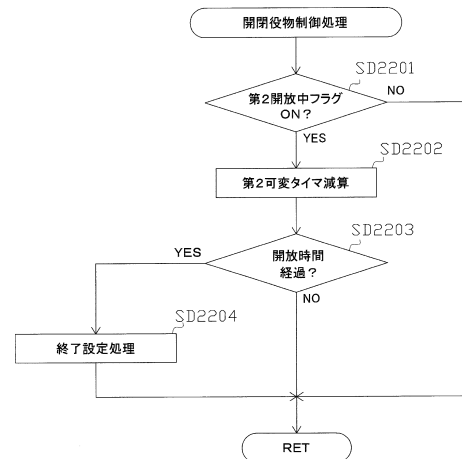 開閉役物制御処理
SD2201
第2開放中フラグ
ON？
NO
YES
SD2202
第2可変タイマ減算
SD2203
開放時間
経過？
YES
NO
SD2204
終了設定処理
RET